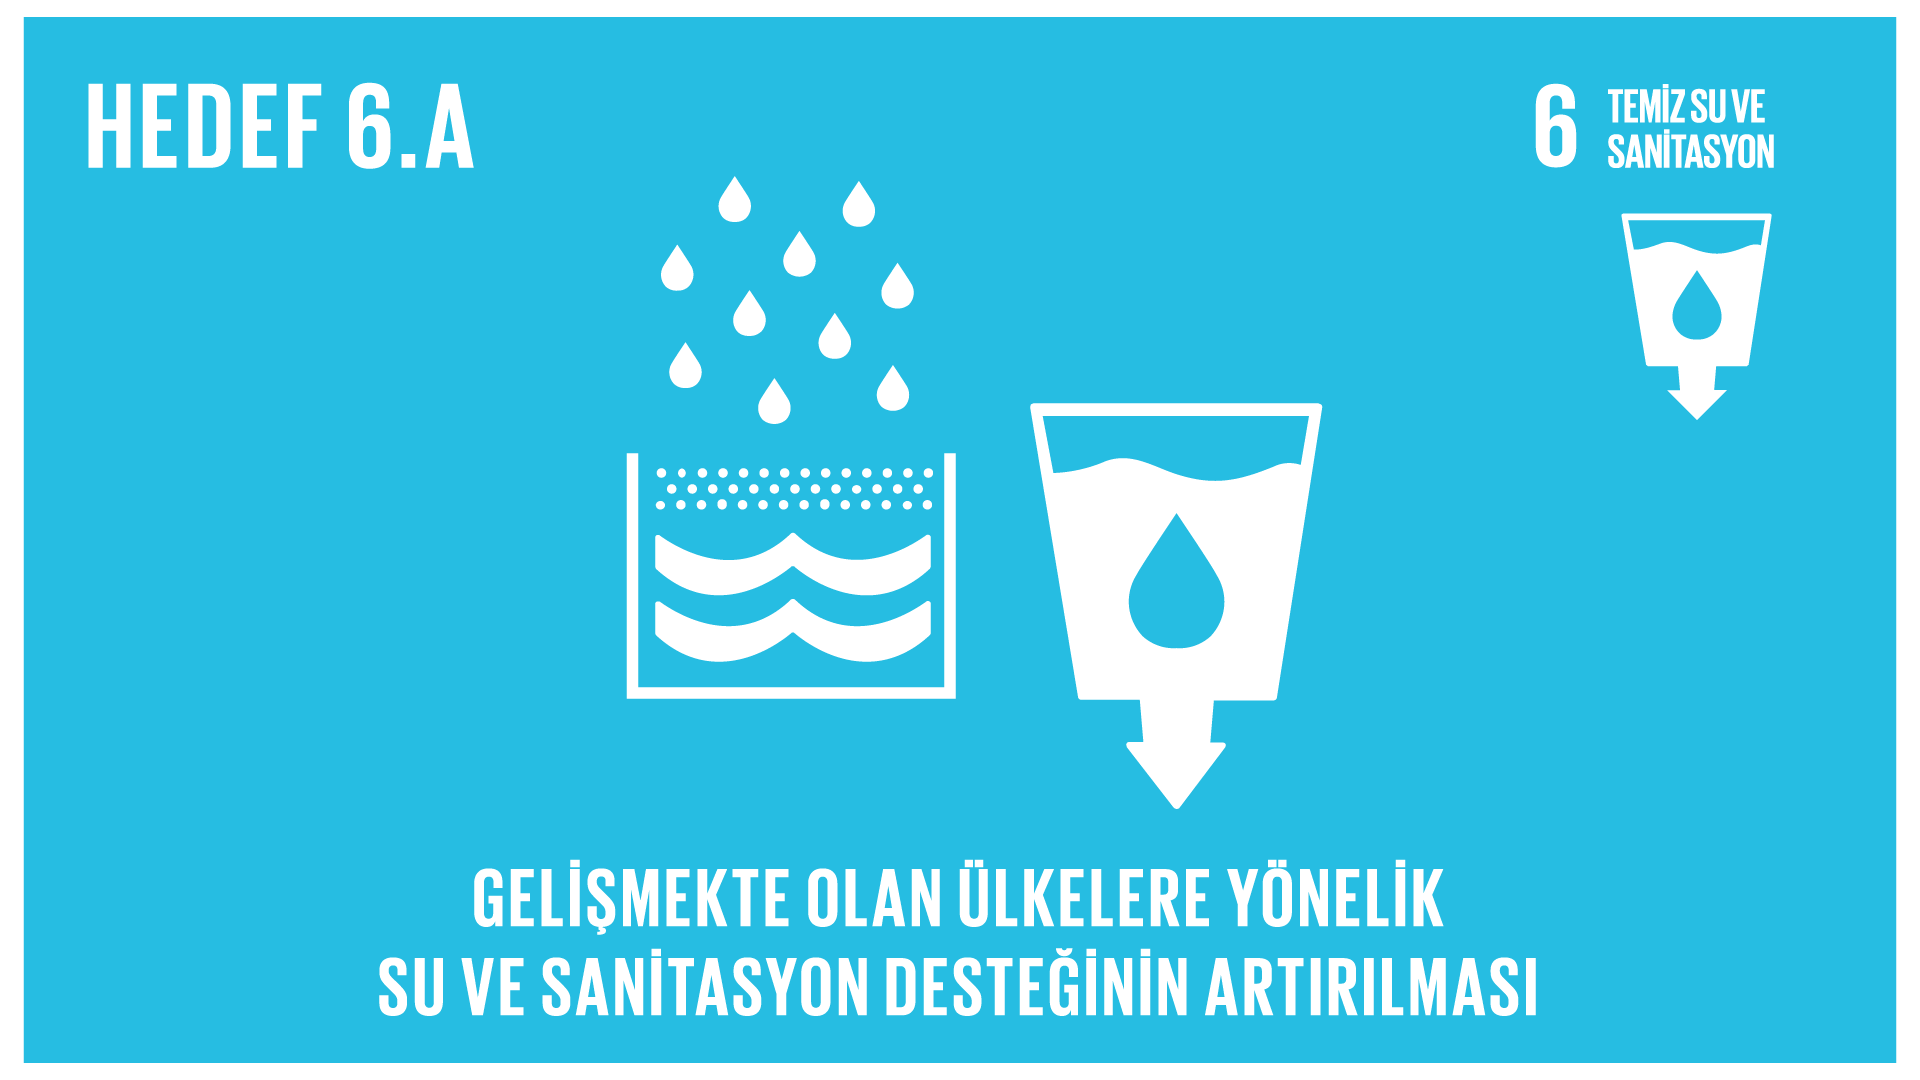 HEDEF 6.A
6 TEMİZ SU VE
SANİTASYON
GELİŞMEKTE OLAN ÜLKELERE YÖNELİK
SU VE SANİTASYON DESTEĞİNİN ARTIRILMASI